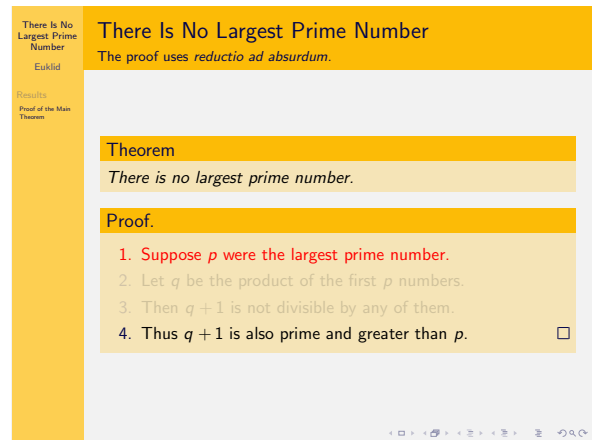 There Is No
Largest Prime
Number
Euklid
Results
Proof of the Main
Theorem
There Is No Largest Prime Number
The proof uses reductio ad absurdum.
Theorem
There is no largest prime number.
Proof.
1. Suppose p were the largest prime number.
2. Let q be the product of the first p numbers.
3. Then q + 1 is not divisible by any of them.
4. Thus q + 1 is also prime and greater than p. □